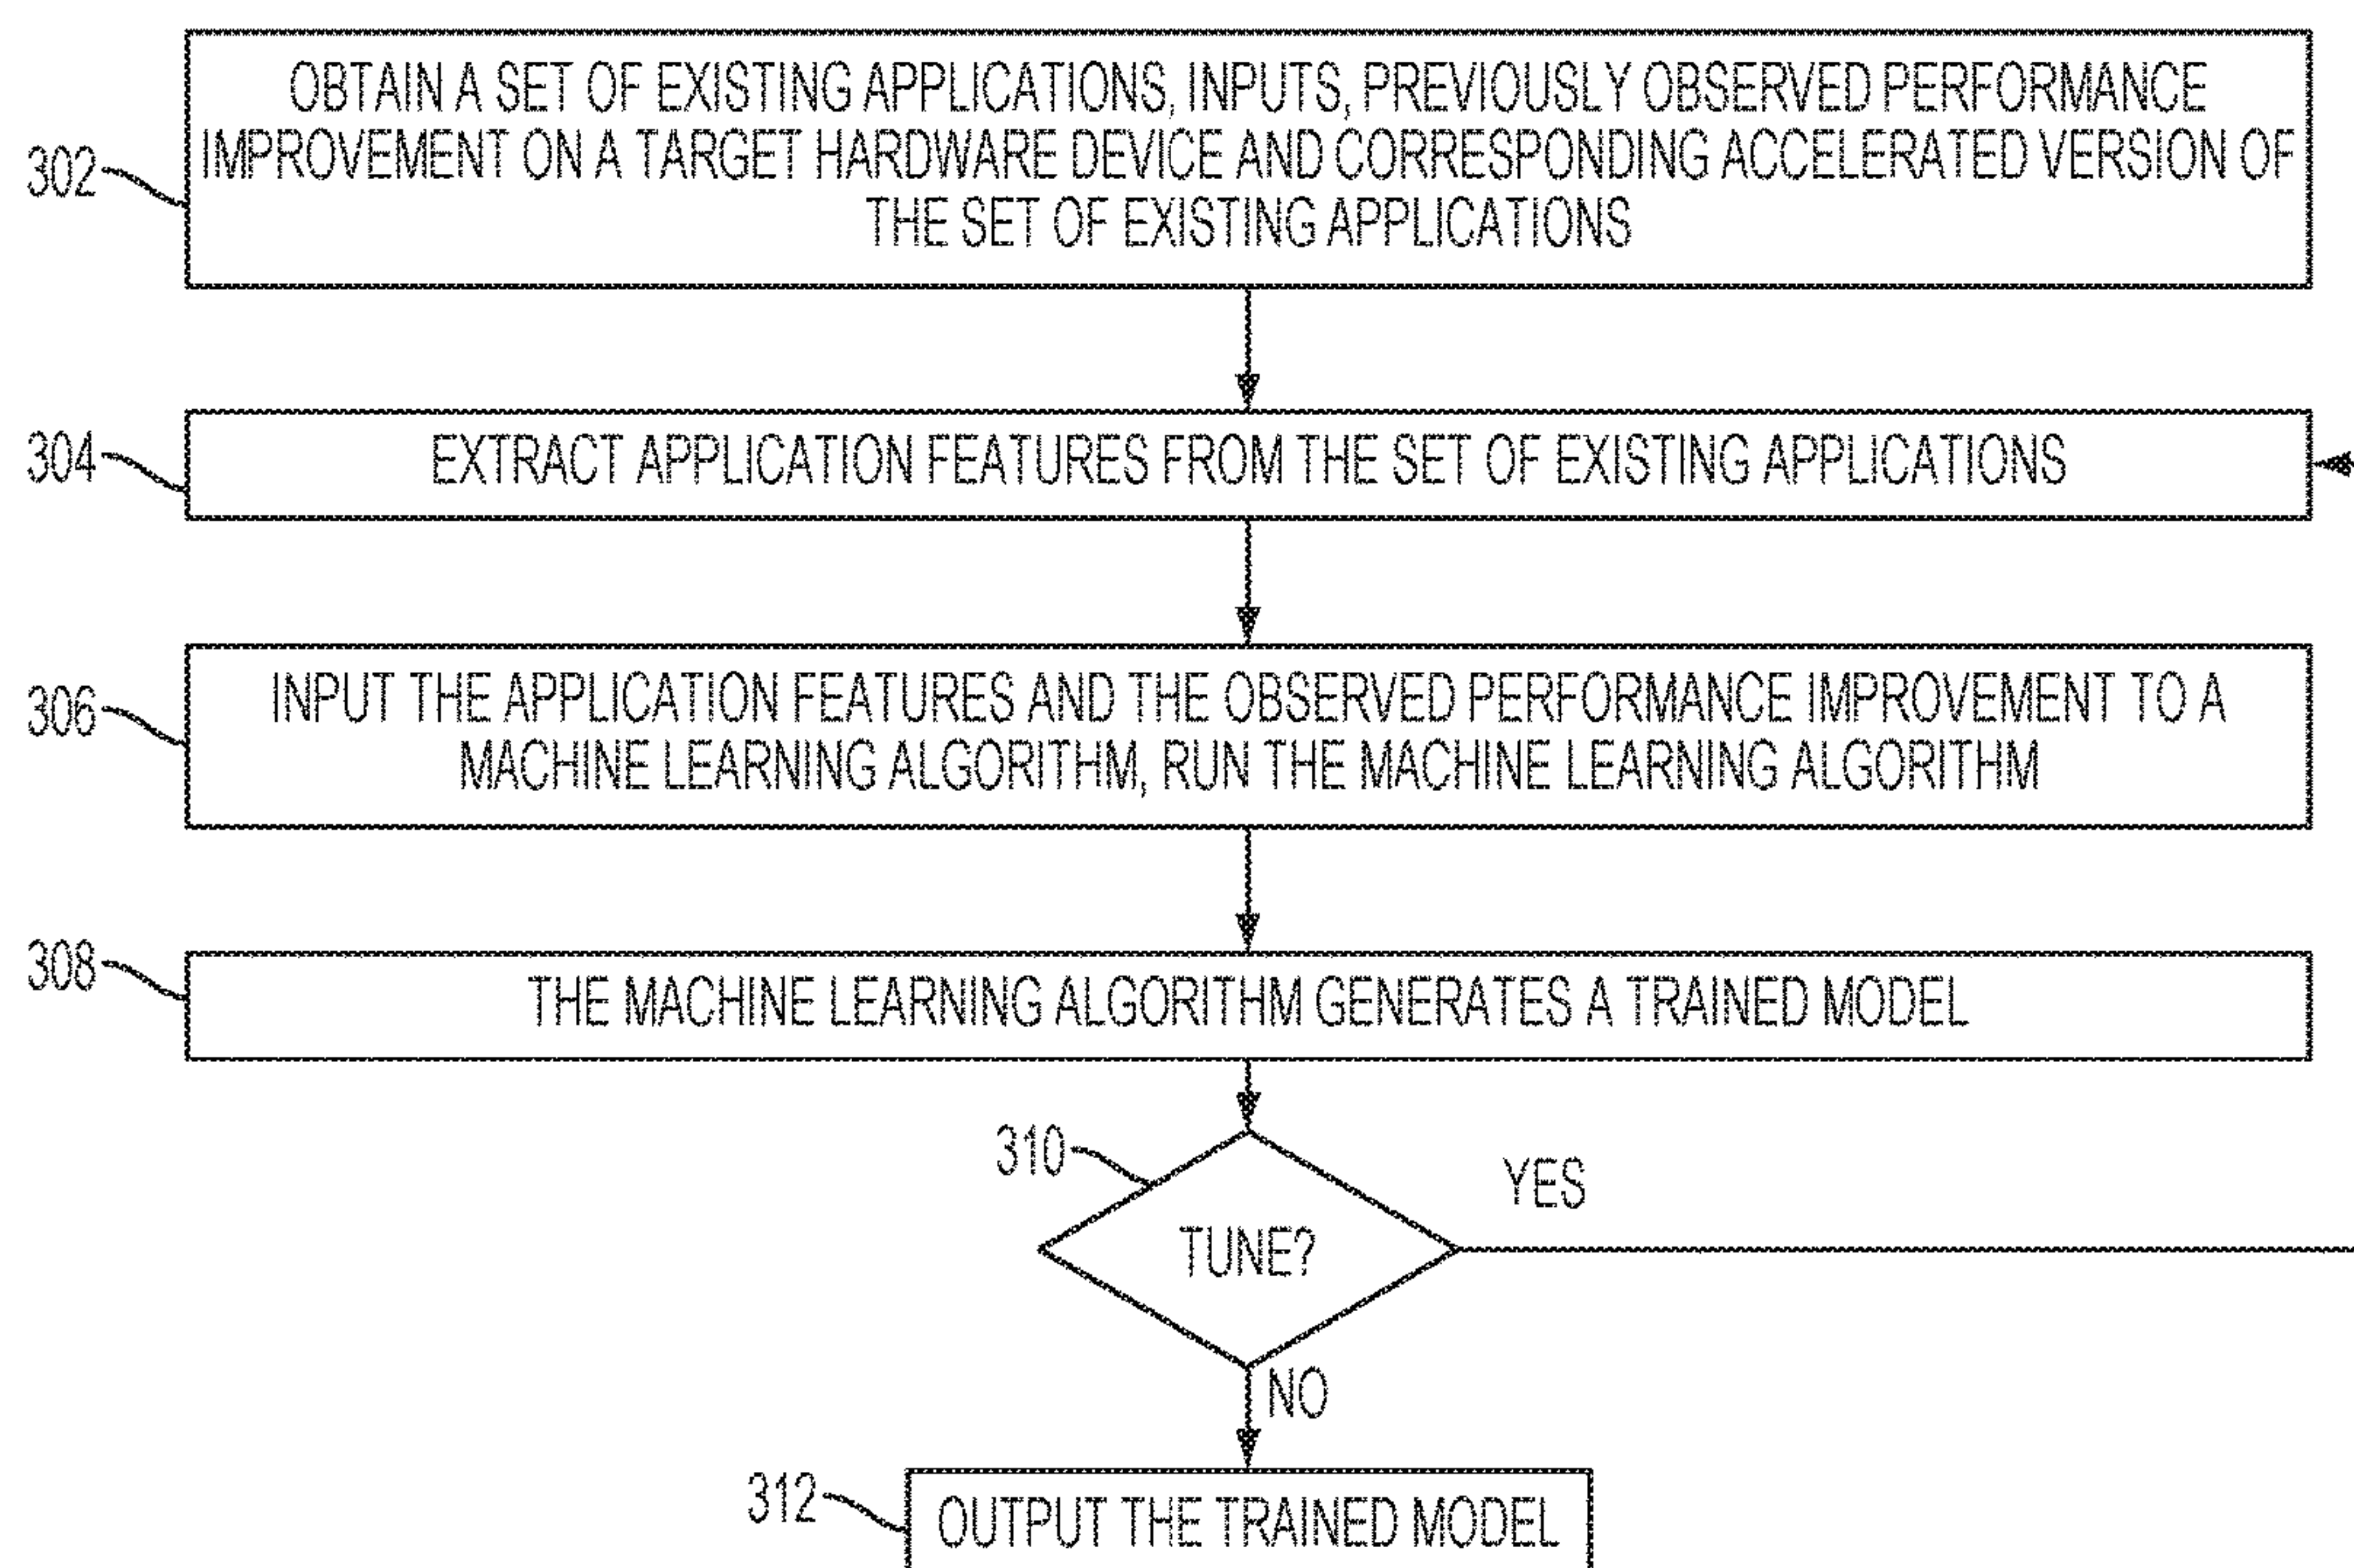 OBTAIN A SET OF EXISTING APPLICATIONS, INPUTS, PREVIOUSLY OBSERVED PERFORMANCE
IMPROVEMENT ON A TARGET HARDWARE DEVICE AND CORRESPONDING ACCELERATED VERSION OF
THE SET OF EXISTING APPLICATIONS
302
304
EXTRACT APPLICATION FEATURES FROM THE SET OF EXISTING APPLICATIONS
306
INPUT THE APPLICATION FEATURES AND THE OBSERVED PERFORMANCE IMPROVEMENT TO A
MACHINE LEARNING ALGORITHM, RUN THE MACHINE LEARNING ALGORITHM
308
THE MACHINE LEARNING ALGORITHM GENERATES A TRAINED MODEL
310
YES
TUNE?
NO
312
OUTPUT THE TRAINED MODEL